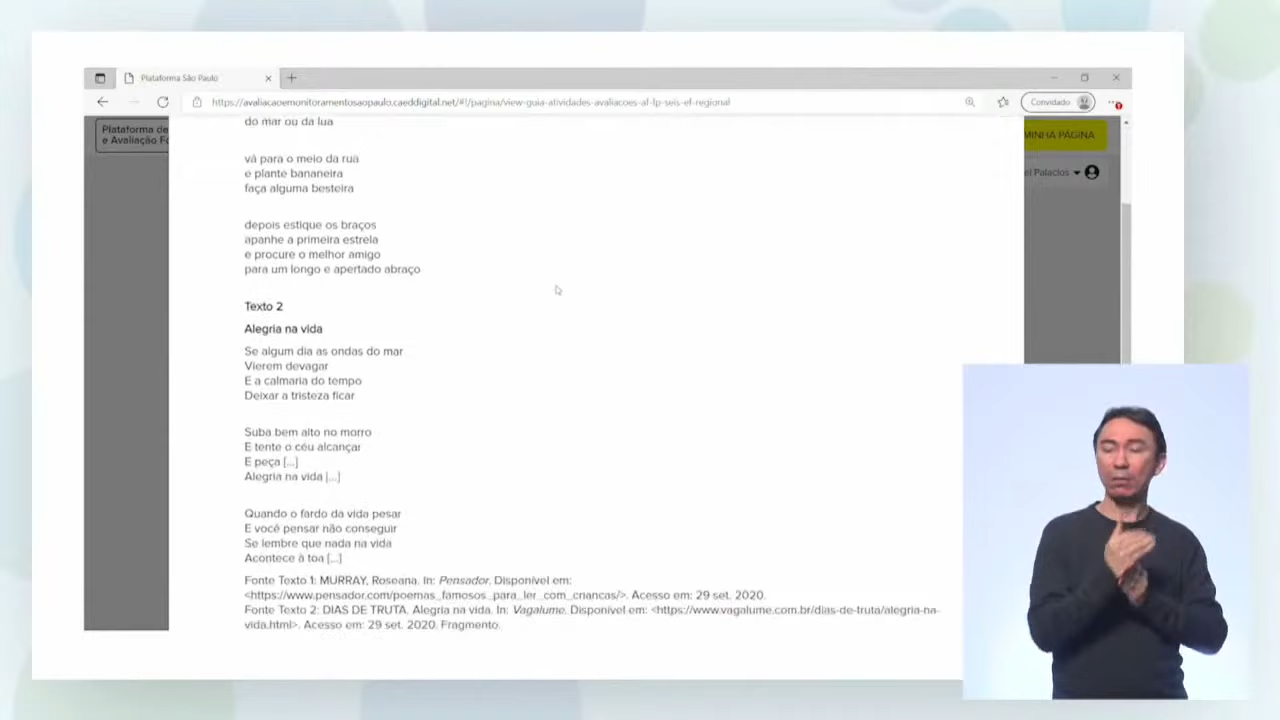 Plataforma São Paulo
https://avaliacaoemonitoramentosaopaulo.caeddigital.net/#!/pagina/view-guia-atividades-avaliacoes-al-lp-seis-ef-regional
Convidado
Plataforma de
e Avaliação Fo
MINHA PÁGINA
el Palacios
do mar ou da lua
vá para o meio da rua
e plante bananeira
faça alguma besteira
depois estique os braços
apanhe a primeira estrela
e procure o melhor amigo
para um longo e apertado abraço
Texto 2
Alegria na vida
Se algum dia as ondas do mar
Vierem devagar
E a calmaria do tempo
Deixar a tristeza ficar
Suba bem alto no morro
E tente o céu alcançar
E peça [...]
Alegria na vida [...]
Quando o fardo da vida pesar
E você pensar não conseguir
Se lembre que nada na vida
Acontece à toa [...]
Fonte Texto 1: MURRAY, Roseana. In: Pensador. Disponível em:
<https://www.pensador.com/poemas_famosos_para_ler_com_criancas/>. Acesso em: 29 set. 2020.
Fonte Texto 2: DIAS DE TRUTA. Alegria na vida. In: Vagalume. Disponível em: <https://www.vagalume.com.br/dias-de-truta/alegria-na-
vida.html>. Acesso em: 29 set. 2020. Fragmento.